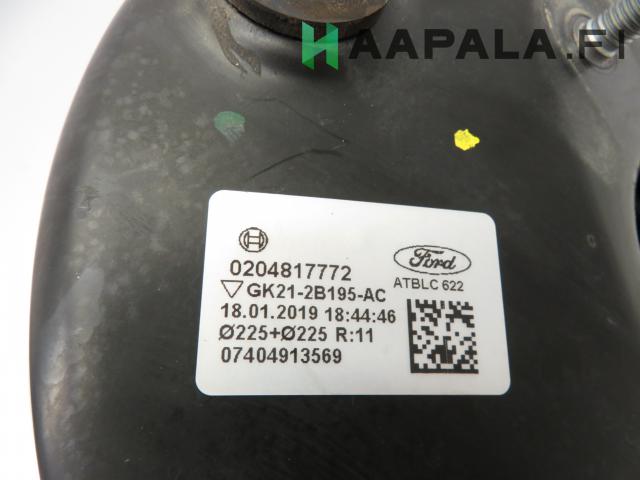 HAAPALA.FI
0204817772
Ford
GK21-2B195-AC
ATBLC 622
18.01.2019 18:44:46
Ø225+Ø225 R:11
07404913569